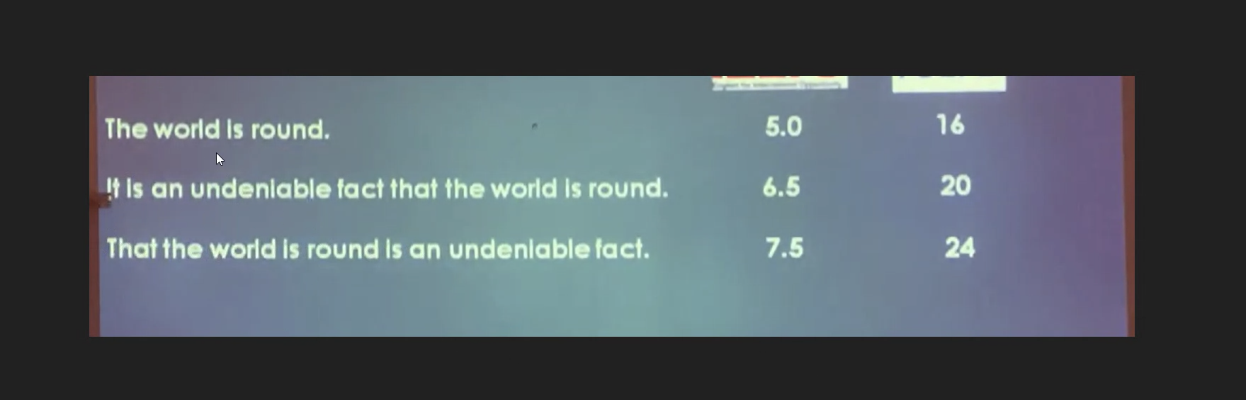 The world is round. 5.0 16
It is an undeniable fact that the world is round. 6.5 20
That the world is round is an undeniable fact. 7.5 24